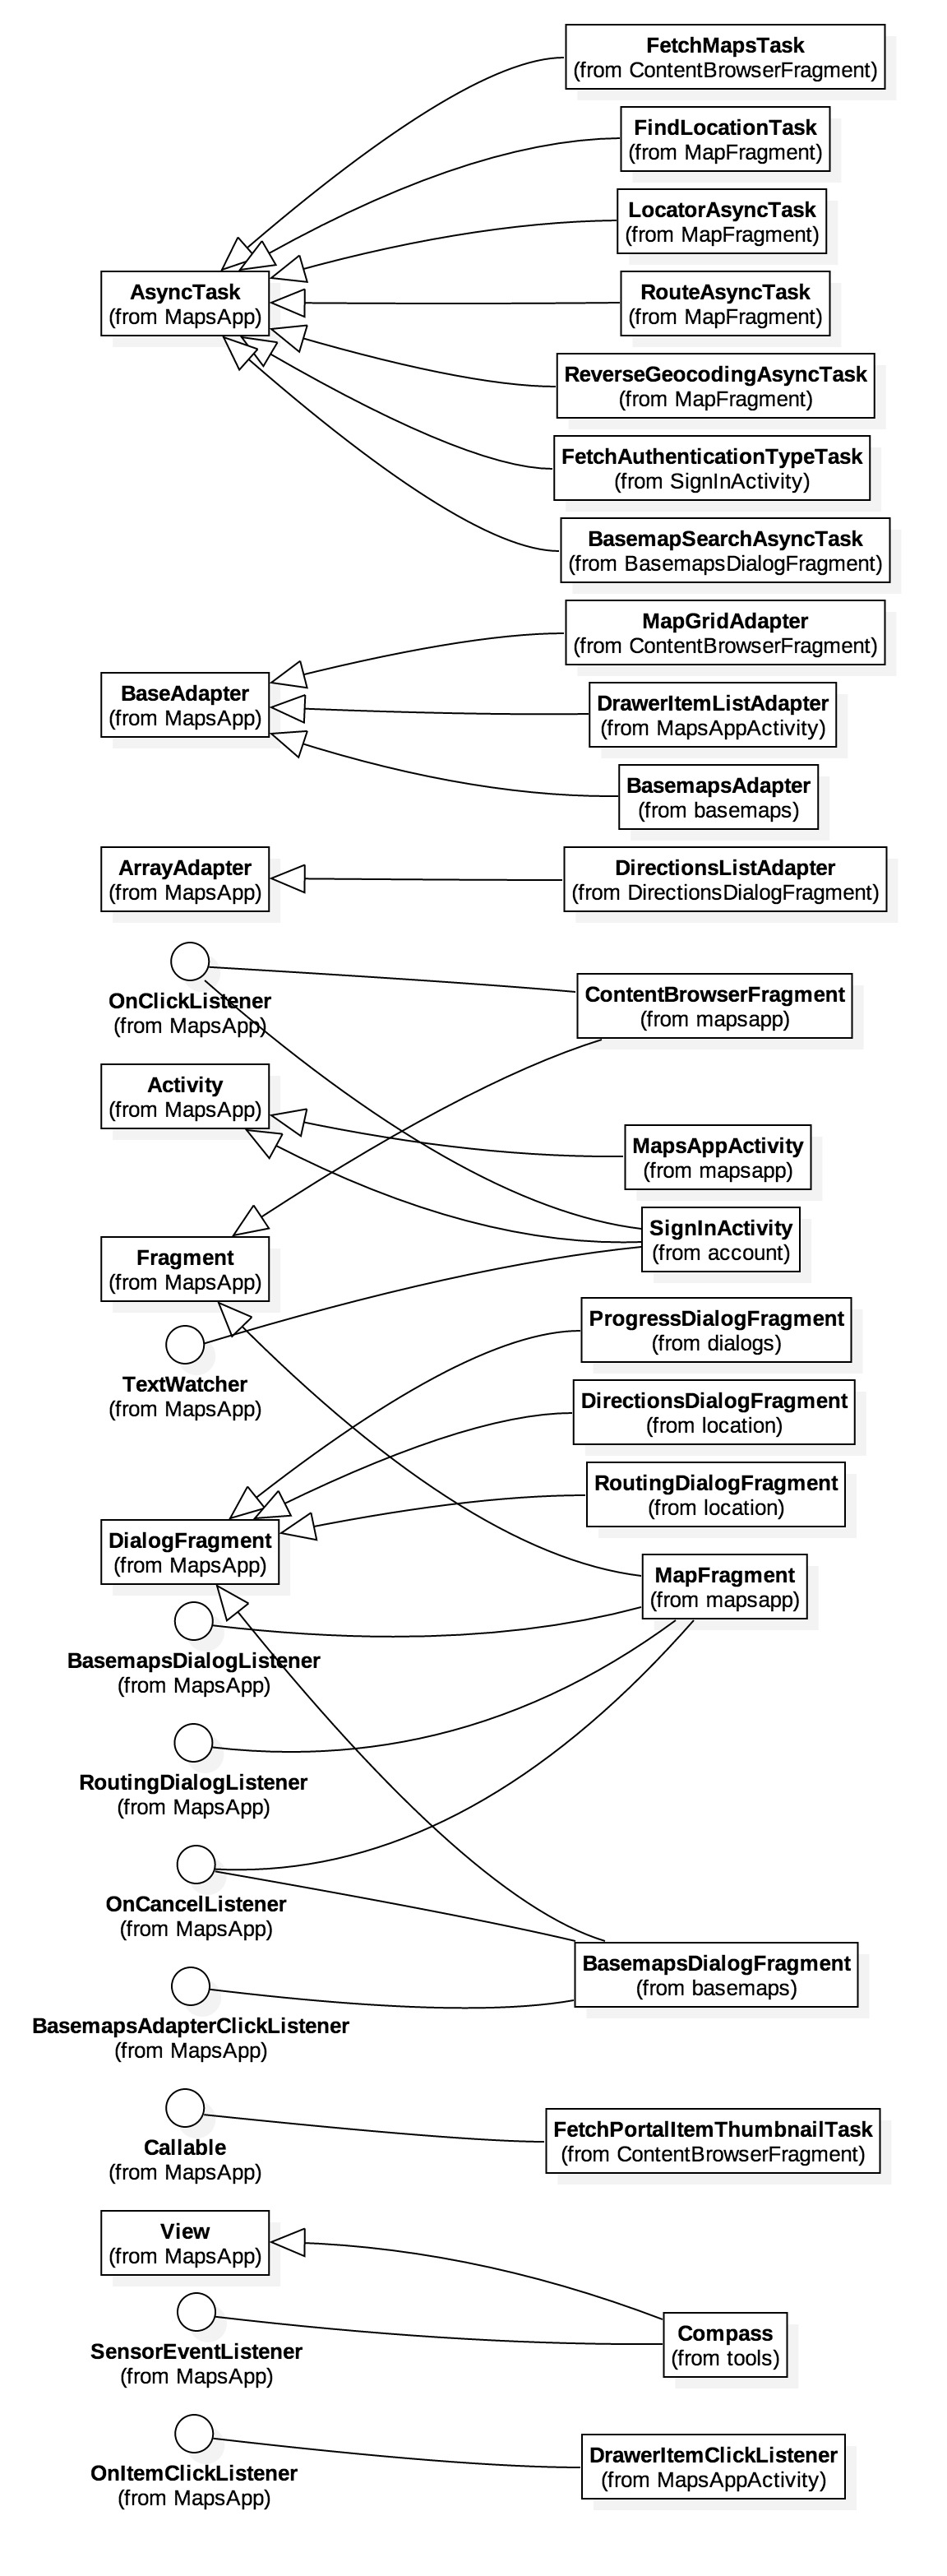 FetchMapsTask
(from ContentBrowserFragment)
FindLocationTask
(from MapFragment)
LocatorAsyncTask
(from MapFragment)
AsyncTask
(from MapsApp)
RouteAsyncTask
(from MapFragment)
ReverseGeocodingAsyncTask
(from MapFragment)
FetchAuthenticationTypeTask
(from SignInActivity)
BasemapSearchAsyncTask
(from BasemapsDialogFragment)
MapGridAdapter
(from ContentBrowserFragment)
BaseAdapter
(from MapsApp)
DrawerItemListAdapter
(from MapsAppActivity)
BasemapsAdapter
(from basemaps)
ArrayAdapter
(from MapsApp)
DirectionsListAdapter
(from DirectionsDialogFragment)
OnClickListener
(from MapsApp)
ContentBrowserFragment
(from mapsapp)
Activity
(from MapsApp)
MapsAppActivity
(from mapsapp)
SignInActivity
(from account)
Fragment
(from MapsApp)
ProgressDialogFragment
(from dialogs)
TextWatcher
(from MapsApp)
DirectionsDialogFragment
(from location)
RoutingDialogFragment
(from location)
DialogFragment
(from MapsApp)
MapFragment
(from mapsapp)
BasemapsDialogListener
(from MapsApp)
RoutingDialogListener
(from MapsApp)
OnCancelListener
(from MapsApp)
BasemapsDialogFragment
(from basemaps)
BasemapsAdapterClickListener
(from MapsApp)
Callable
(from MapsApp)
FetchPortalItemThumbnailTask
(from ContentBrowserFragment)
View
(from MapsApp)
SensorEventListener
(from MapsApp)
Compass
(from tools)
OnItemClickListener
(from MapsApp)
DrawerItemClickListener
(from MapsAppActivity)